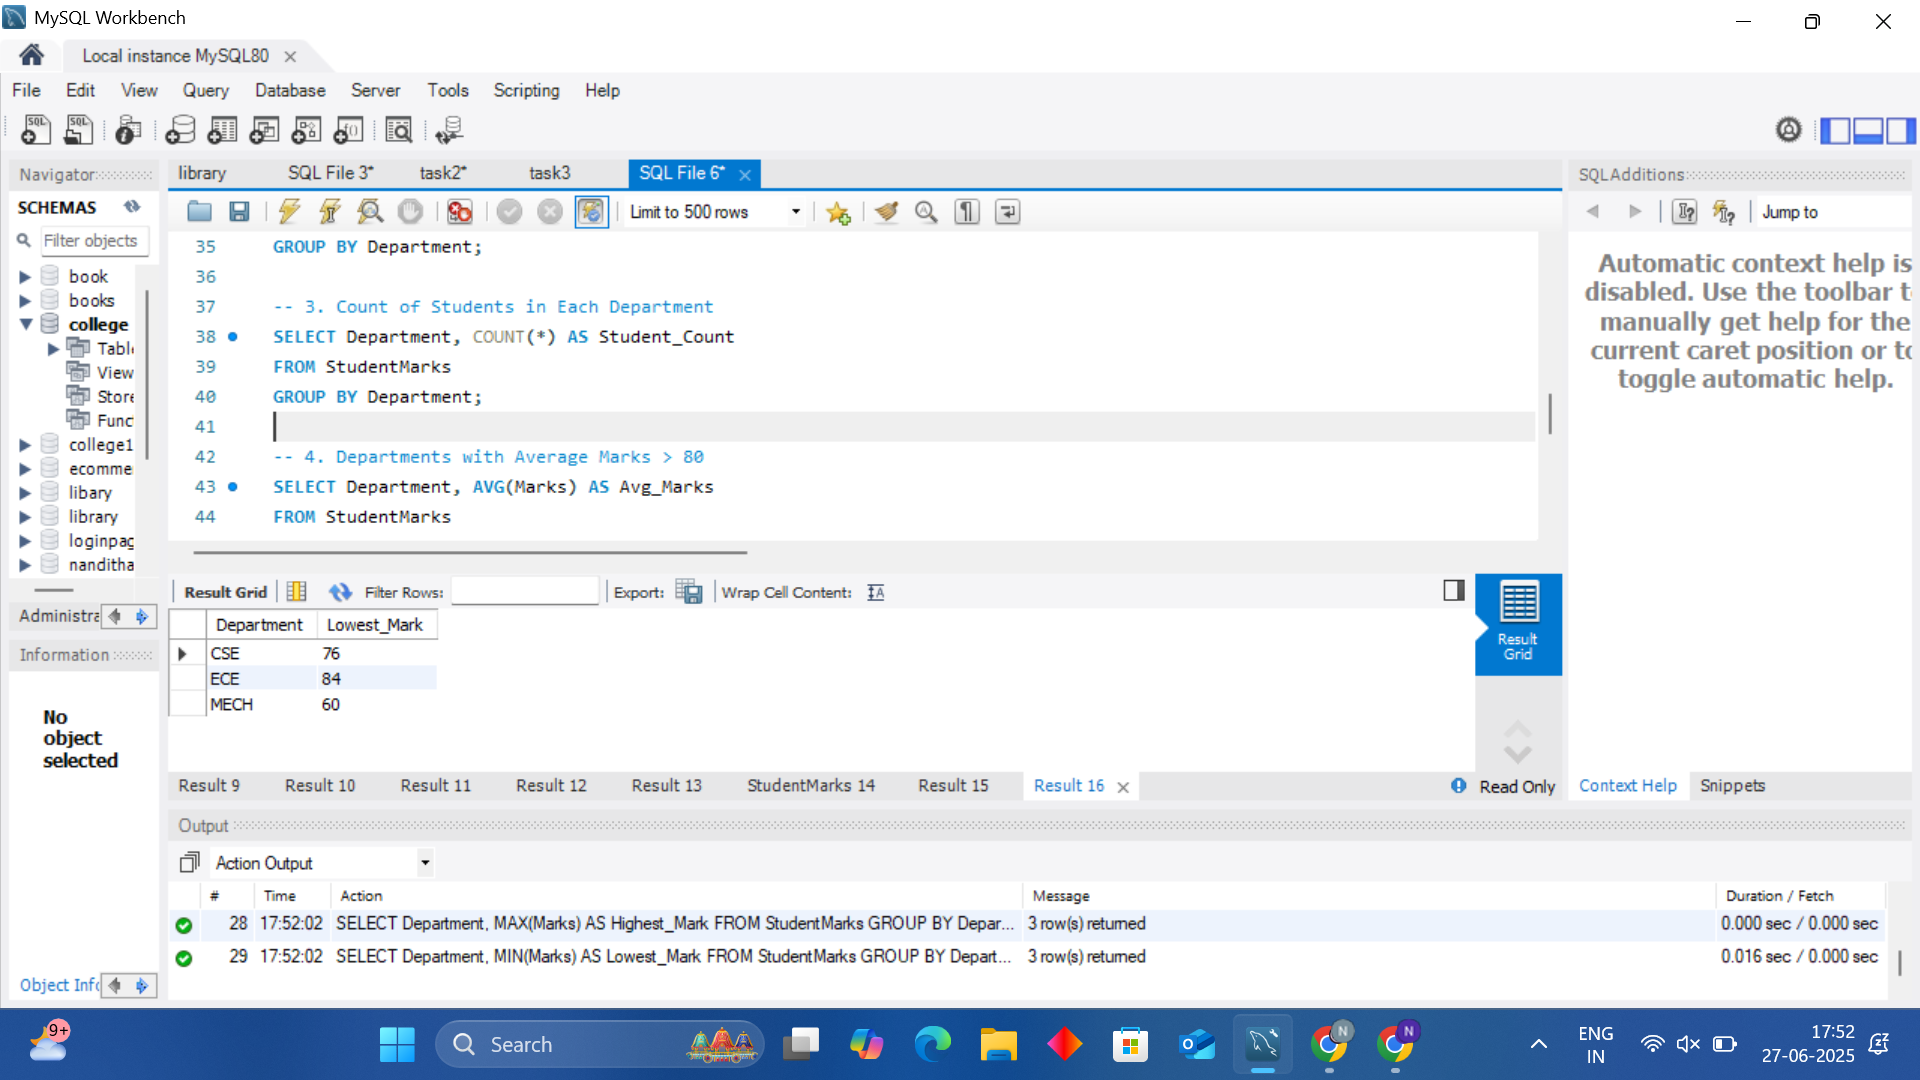 MySQL Workbench
Local instance MySQL80
File Edit View Query Database Server Tools Scripting Help
Navigator
library SQL File 3* task2* task3 SQL File 6*
SQLAdditions
SCHEMAS
Limit to 500 rows
Jump to
Filter objects
book
books
college
Table
View
Store
Func
college1
ecomme
libary
library
loginpag
nanditha
35 GROUP BY Department;
36
37 -- 3. Count of Students in Each Department
38 SELECT Department, COUNT(*) AS Student_Count
39 FROM StudentMarks
40 GROUP BY Department;
41
42 -- 4. Departments with Average Marks > 80
43 SELECT Department, AVG(Marks) AS Avg_Marks
44 FROM StudentMarks
Automatic context help is
disabled. Use the toolbar t
manually get help for the
current caret position or to
toggle automatic help.
Administra
Information
No
object
selected
Object Info
Result Grid Filter Rows: Export: Wrap Cell Content:
Department Lowest_Mark
CSE 76
ECE 84
MECH 60
Result
Grid
Result 9 Result 10 Result 11 Result 12 Result 13 StudentMarks 14 Result 15 Result 16 Read Only
Context Help Snippets
Output
Action Output
# Time Action Message Duration / Fetch
28 17:52:02 SELECT Department, MAX(Marks) AS Highest_Mark FROM StudentMarks GROUP BY Depar... 3 row(s) returned 0.000 sec / 0.000 sec
29 17:52:02 SELECT Department, MIN(Marks) AS Lowest_Mark FROM StudentMarks GROUP BY Depart... 3 row(s) returned 0.016 sec / 0.000 sec
9+
Search
N
N
ENG
IN
17:52
27-06-2025